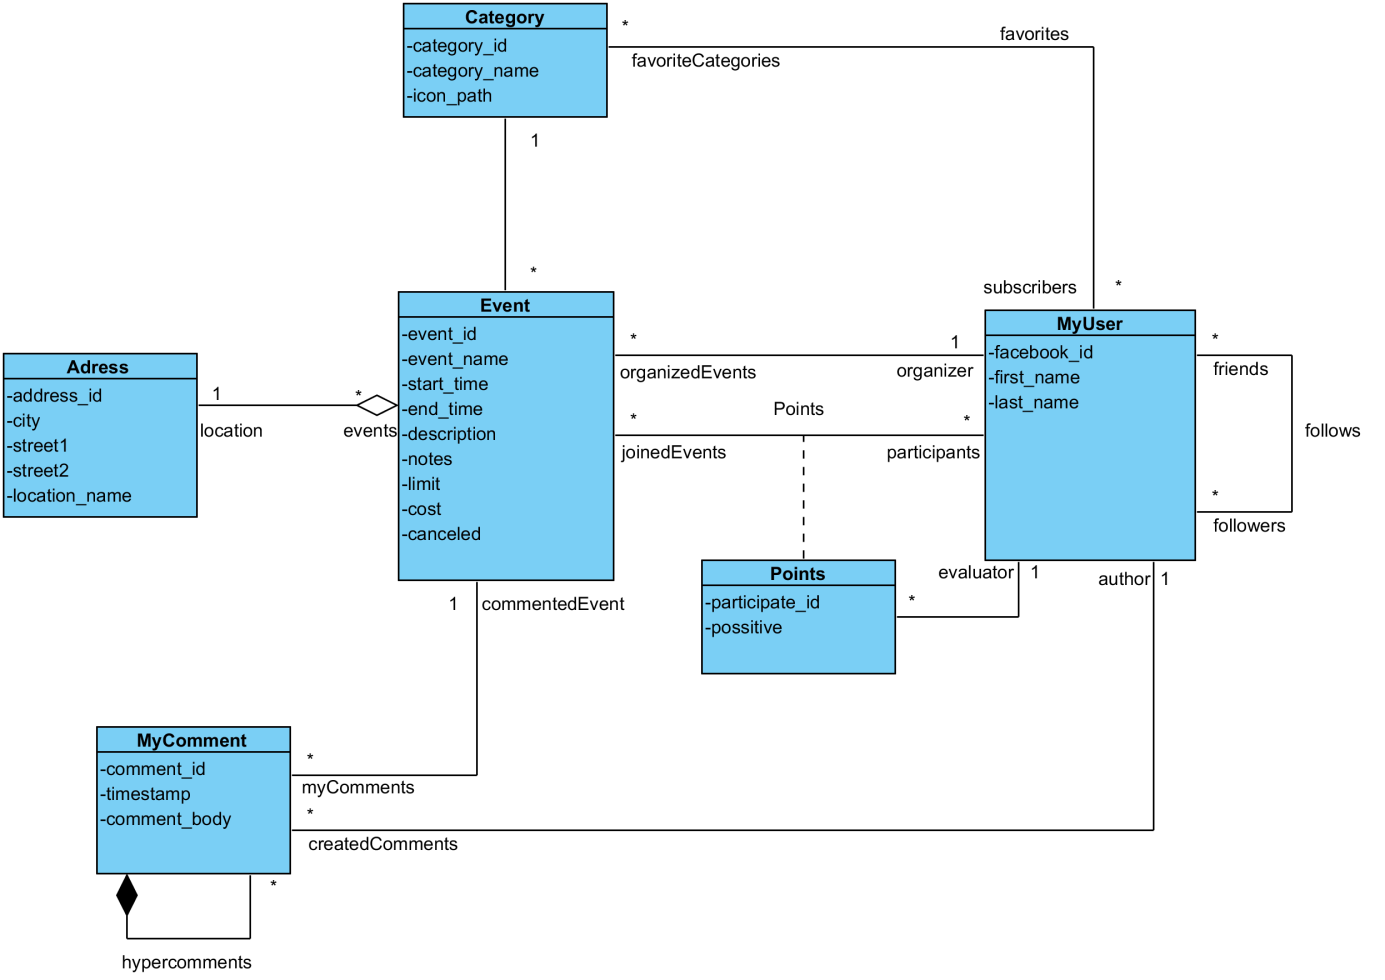 Category
-category_id
-category_name
-icon_path
*
favorites
favoriteCategories
1
*
subscribers
*
Event
-event_id
-event_name
-start_time
-end_time
-description
-notes
-limit
-cost
-canceled
MyUser
-facebook_id
-first_name
-last_name
Adress
-address_id
-city
-street1
-street2
-location_name
1
*
location
events
*
1
organizedEvents
organizer
*
Points
*
joinedEvents
participants
*
friends
follows
*
followers
Points
-participate_id
-possitive
evaluator
1
*
author
1
1
commentedEvent
MyComment
-comment_id
-timestamp
-comment_body
*
myComments
*
createdComments
*
hypercomments